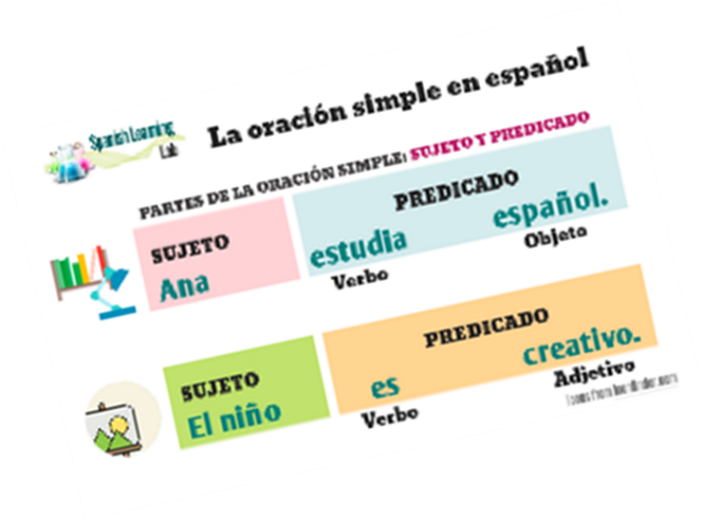 Spanish Learning
Lab
La oración simple en español
PARTES DE LA ORACIÓN SIMPLE: SUJETO Y PREDICADO
SUJETO
PREDICADO
Ana
estudia
español.
Verbo
Objeto
SUJETO
PREDICADO
El niño
es
creativo.
Verbo
Adjetivo
from